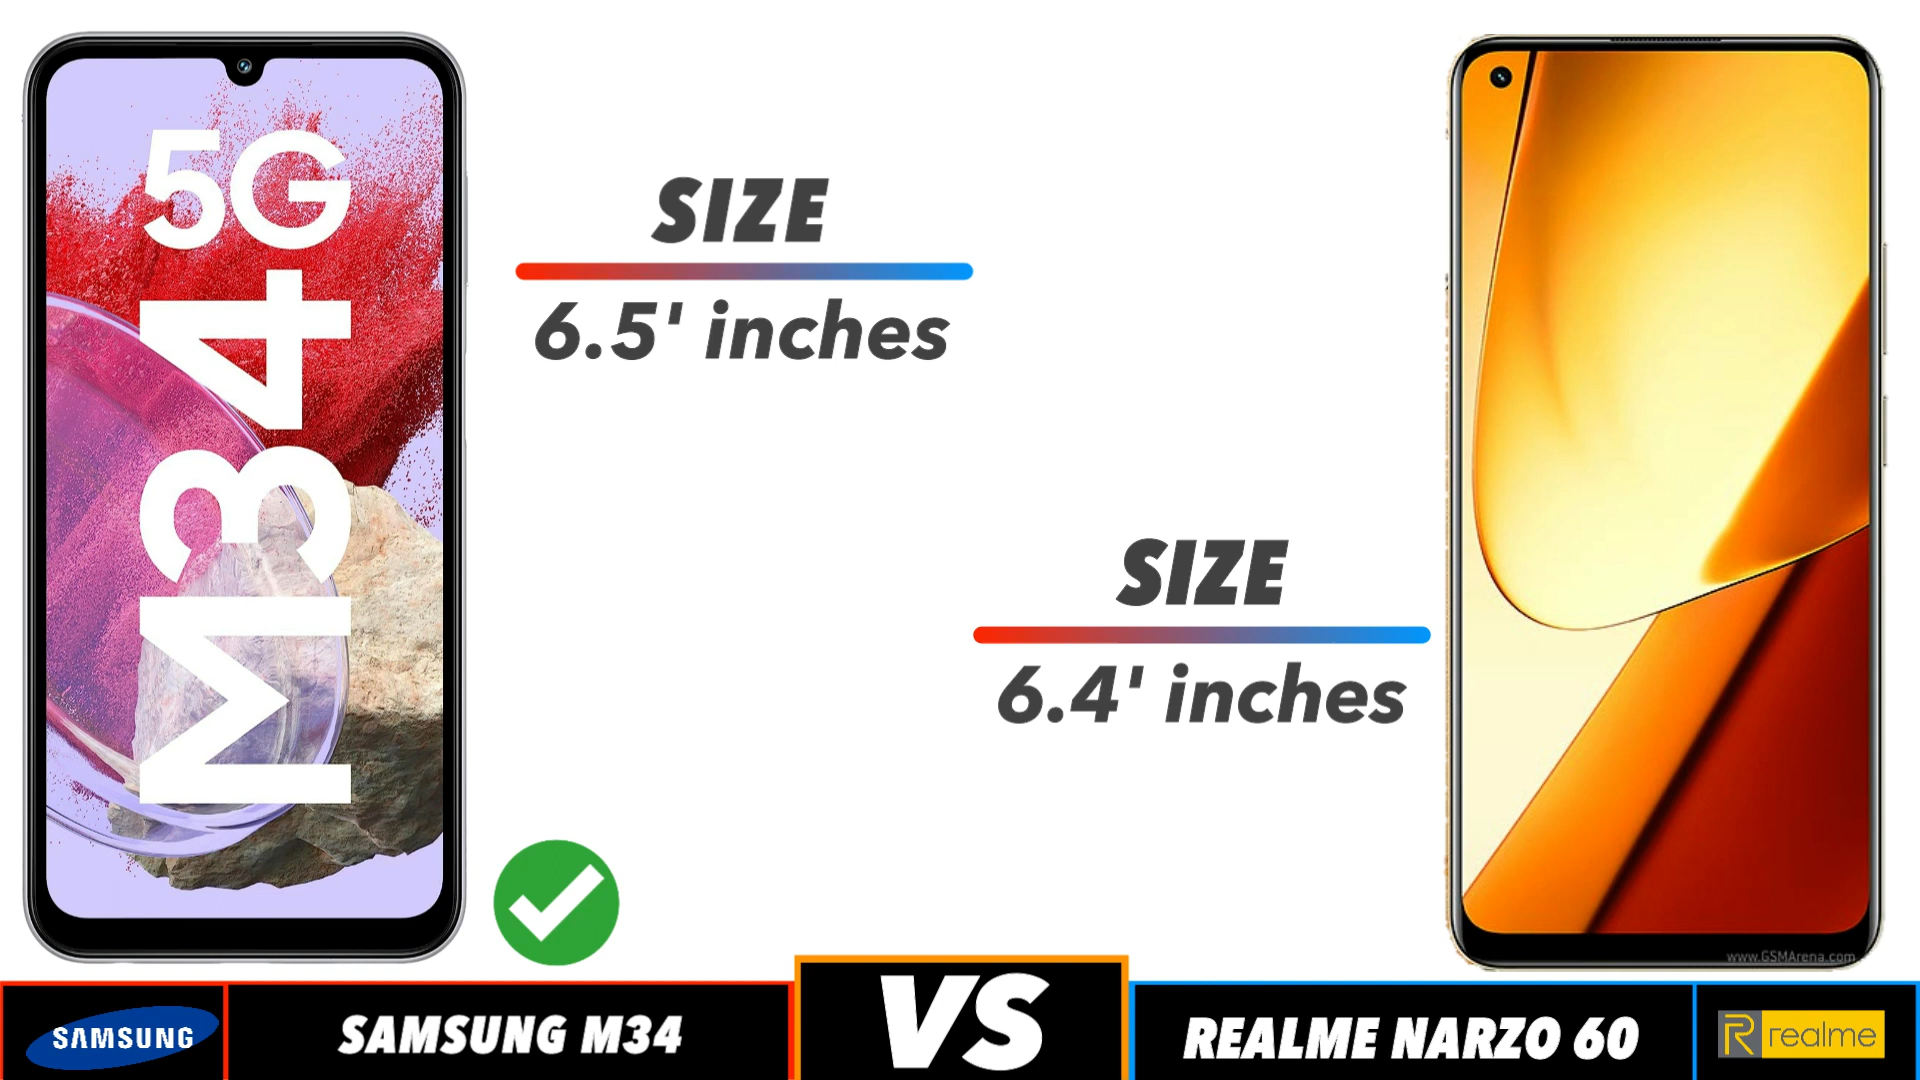 M34 5G
SIZE
6.5' inches
SIZE
6.4' inches
www.GSMArena.com
SAMSUNG
SAMSUNG M34
VS
REALME NARZO 60
R realme